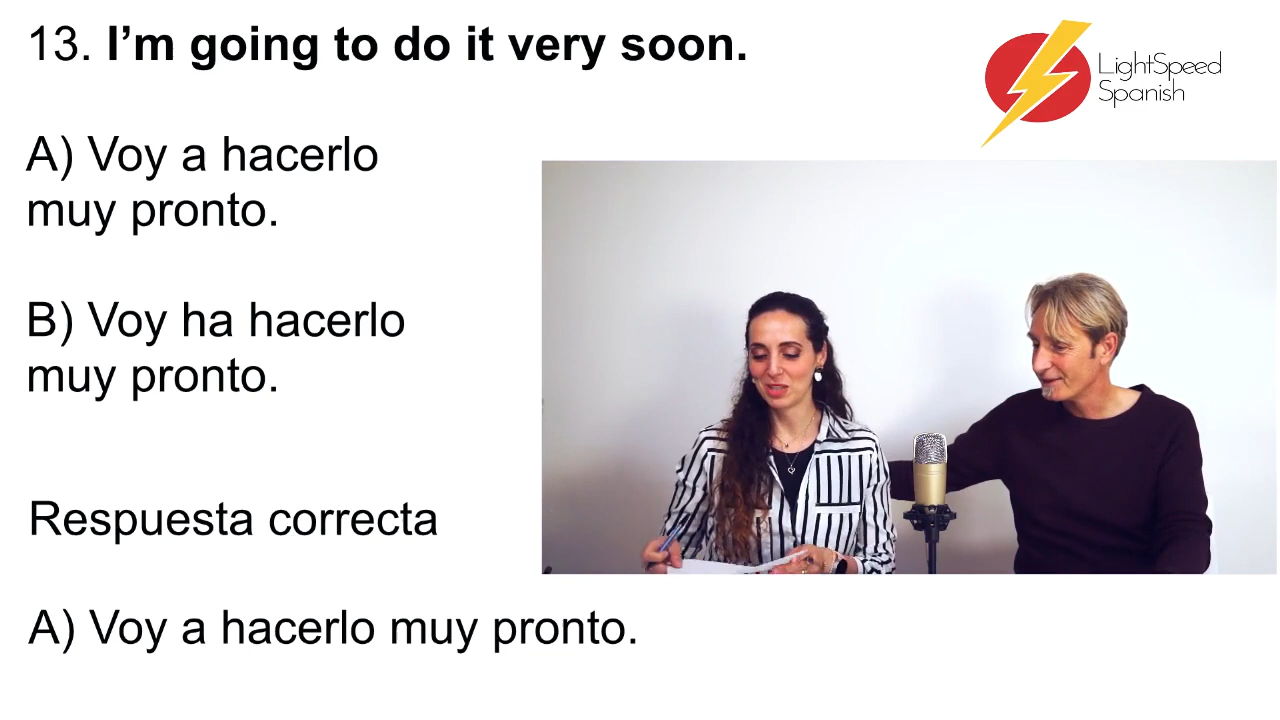 13. I'm going to do it very soon.
LightSpeed
Spanish
A) Voy a hacerlo
muy pronto.
B) Voy ha hacerlo
muy pronto.
Respuesta correcta
A) Voy a hacerlo muy pronto.